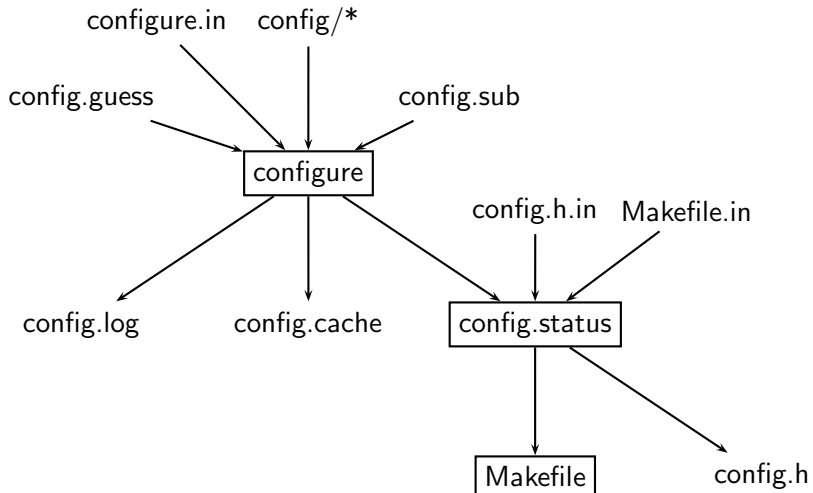 configure.in
config/*
config.guess
config.sub
configure
config.h.in
Makefile.in
config.log
config.cache
config.status
Makefile
config.h